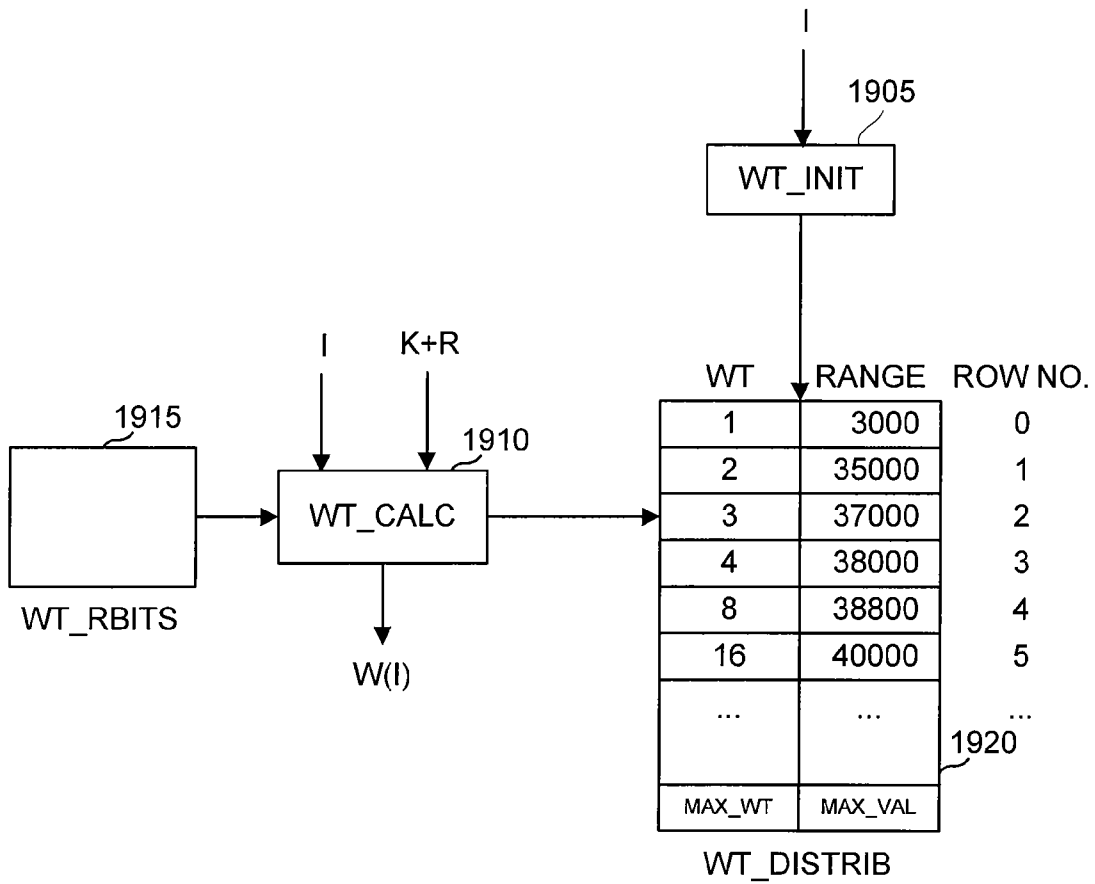 I
1905
WT_INIT
I K+R
WT RANGE ROW NO.
1915
1910
WT_CALC
WT_RBITS
W(I)
1 3000 0
2 35000 1
3 37000 2
4 38000 3
8 38800 4
16 40000 5
... ... ...
1920
MAX_WT MAX_VAL
WT_DISTRIB